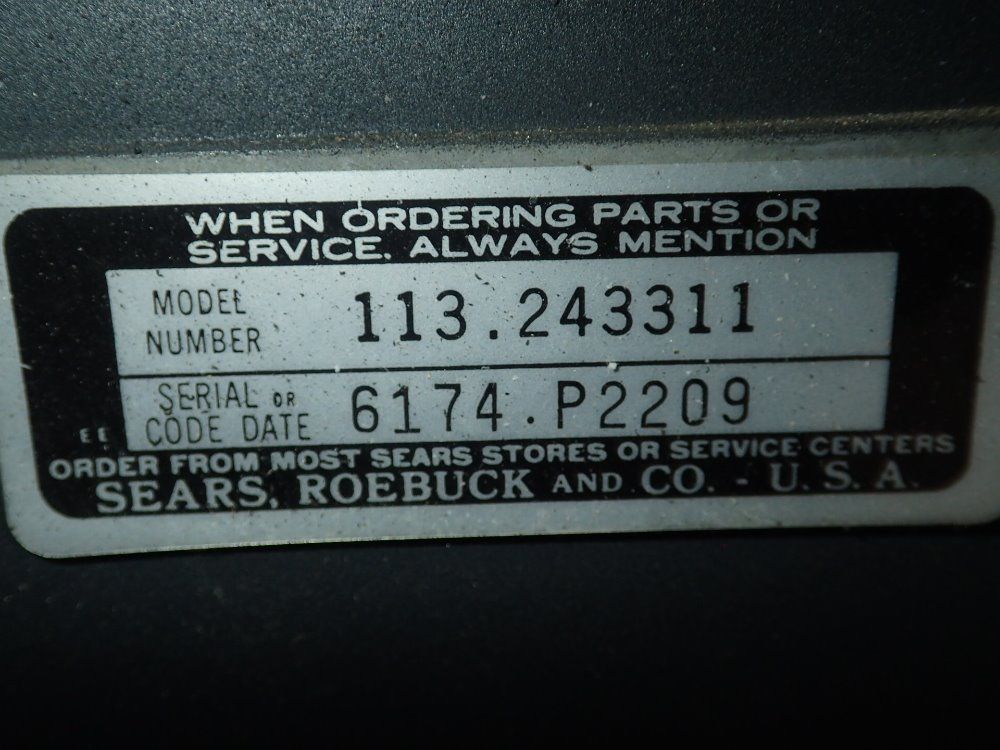 WHEN ORDERING PARTS OR
SERVICE, ALWAYS MENTION
MODEL
NUMBER 113.243311
SERIAL OR
CODE DATE 6174.P2209
EE
ORDER FROM MOST SEARS STORES OR SERVICE CENTERS
SEARS, ROEBUCK AND CO. - U. S. A.